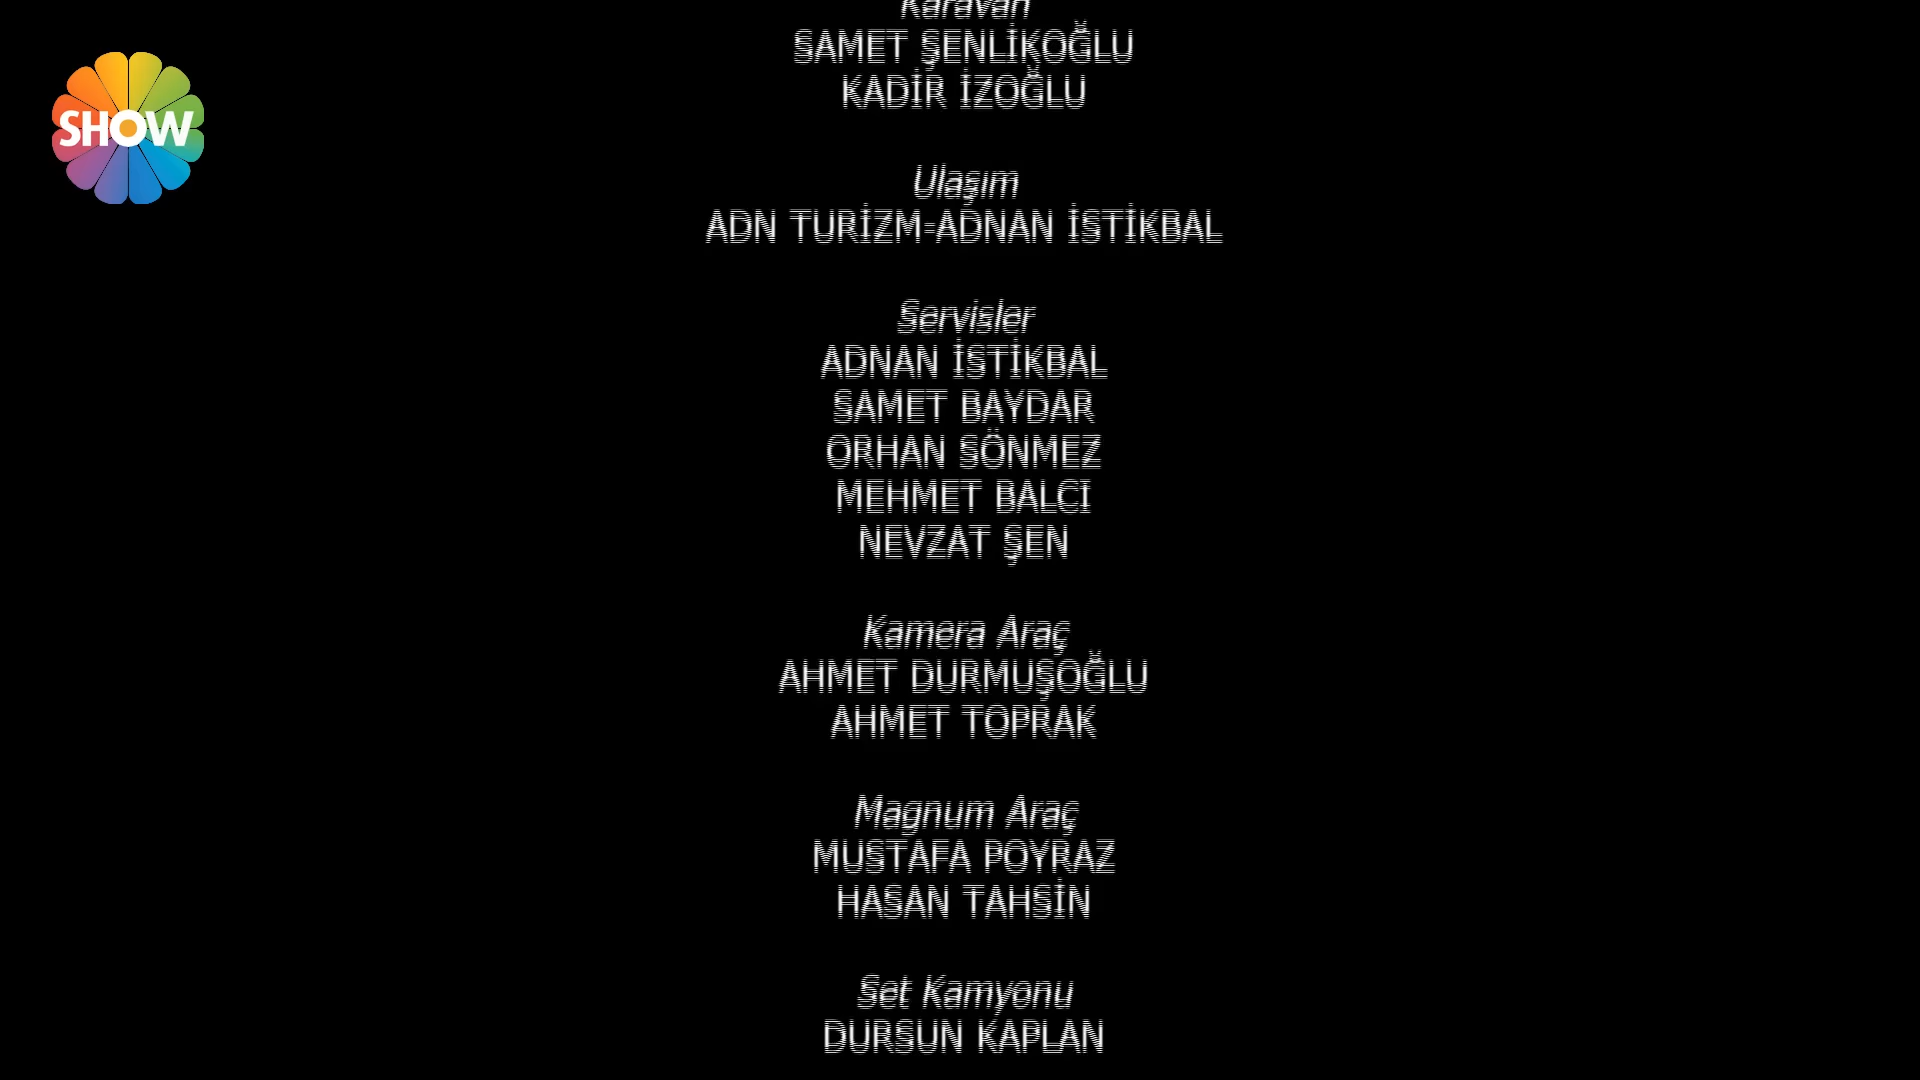 SHOW
Karavan
SAMET ŞENLİKOĞLU
KADİR İZOĞLU
Ulaşım
ADN TURİZM-ADNAN İSTİKBAL
Servisler
ADNAN İSTİKBAL
SAMET BAYDAR
ORHAN SÖNMEZ
MEHMET BALCI
NEVZAT ŞEN
Kamera Araç
AHMET DURMUŞOĞLU
AHMET TOPRAK
Magnum Araç
MUSTAFA POYRAZ
HASAN TAHSİN
Set Kamyonu
DURSUN KAPLAN